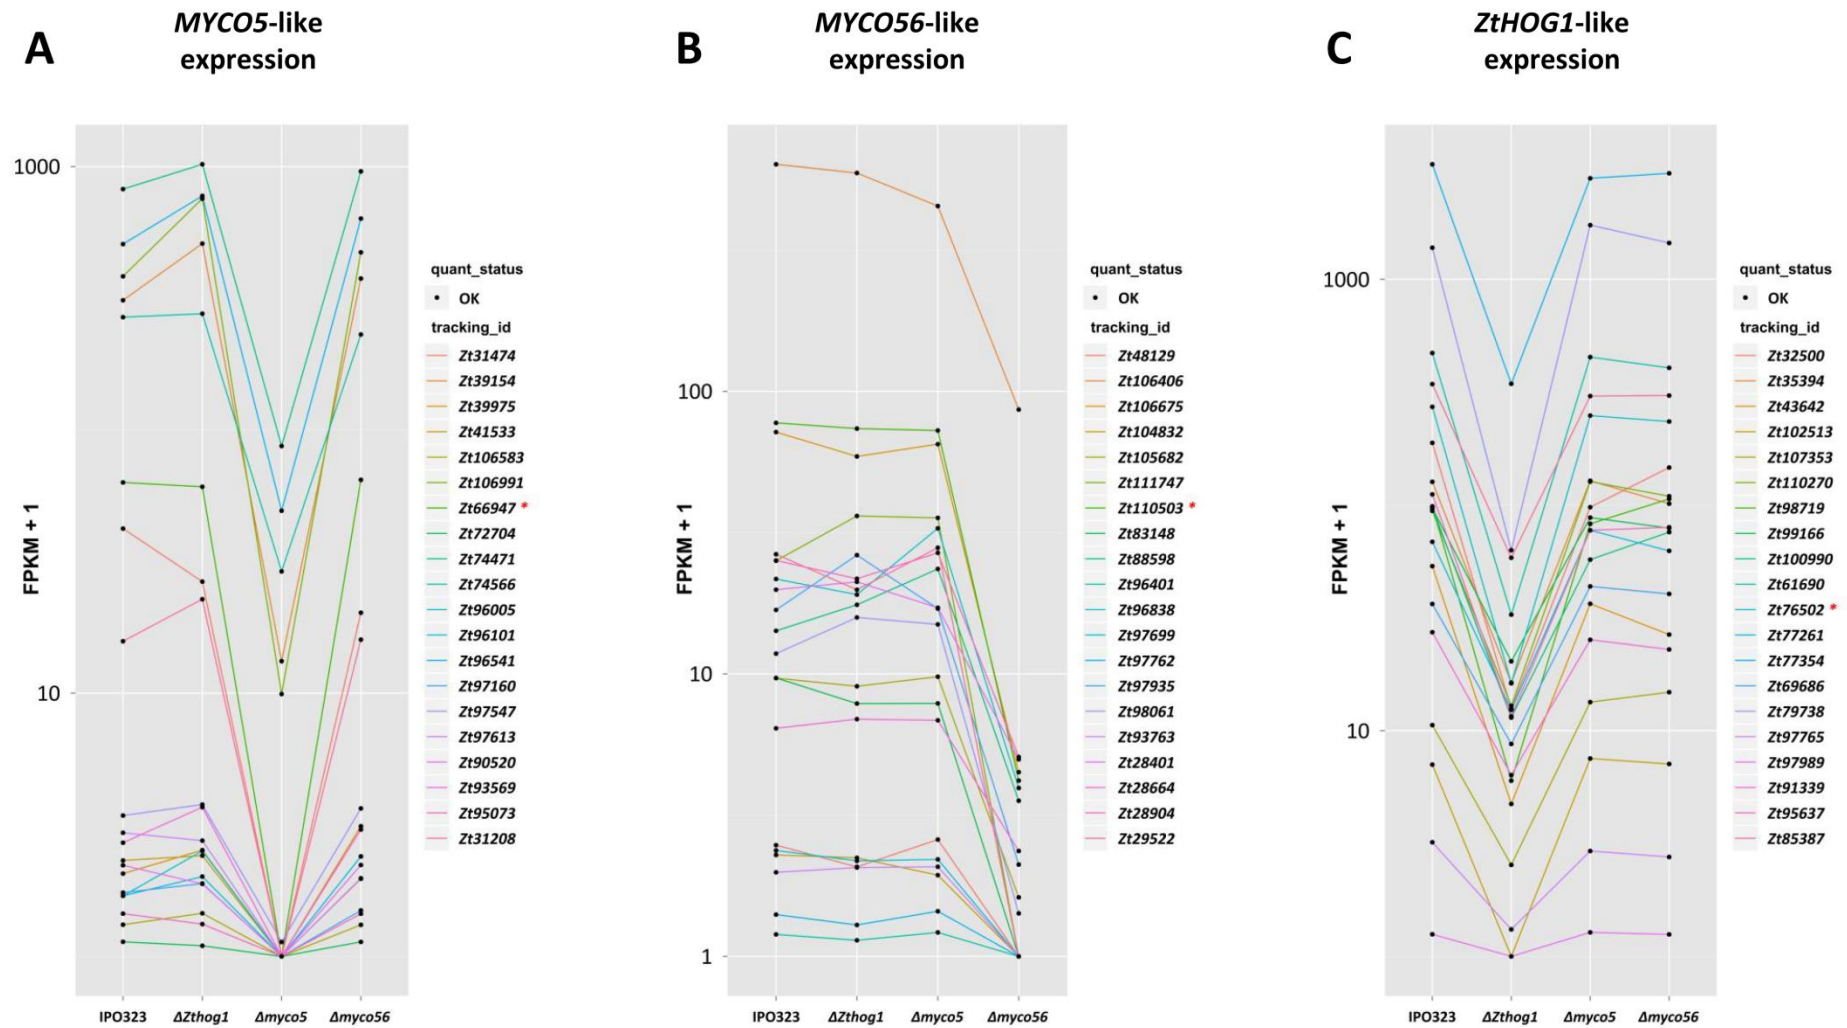 A
MYCO5-like
expression
1000
10
FPKM + 1
IPO323
ΔZthog1
Δmyco5
Δmyco56
quant_status
OK
tracking_id
Zt31474
Zt39154
Zt39975
Zt41533
Zt106583
Zt106991
Zt66947 *
Zt72704
Zt74471
Zt74566
Zt96005
Zt96101
Zt96541
Zt97160
Zt97547
Zt97613
Zt90520
Zt93569
Zt95073
Zt31208
B
MYCO56-like
expression
100
10
1
FPKM + 1
IPO323
ΔZthog1
Δmyco5
Δmyco56
quant_status
OK
tracking_id
Zt48129
Zt106406
Zt106675
Zt104832
Zt105682
Zt111747
Zt110503 *
Zt83148
Zt88598
Zt96401
Zt96838
Zt97699
Zt97762
Zt97935
Zt98061
Zt93763
Zt28401
Zt28664
Zt28904
Zt29522
C
ZtHOG1-like
expression
1000
10
FPKM + 1
IPO323
ΔZthog1
Δmyco5
Δmyco56
quant_status
OK
tracking_id
Zt32500
Zt35394
Zt43642
Zt102513
Zt107353
Zt110270
Zt98719
Zt99166
Zt100990
Zt61690
Zt76502 *
Zt77261
Zt77354
Zt69686
Zt79738
Zt97765
Zt97989
Zt91339
Zt95637
Zt85387